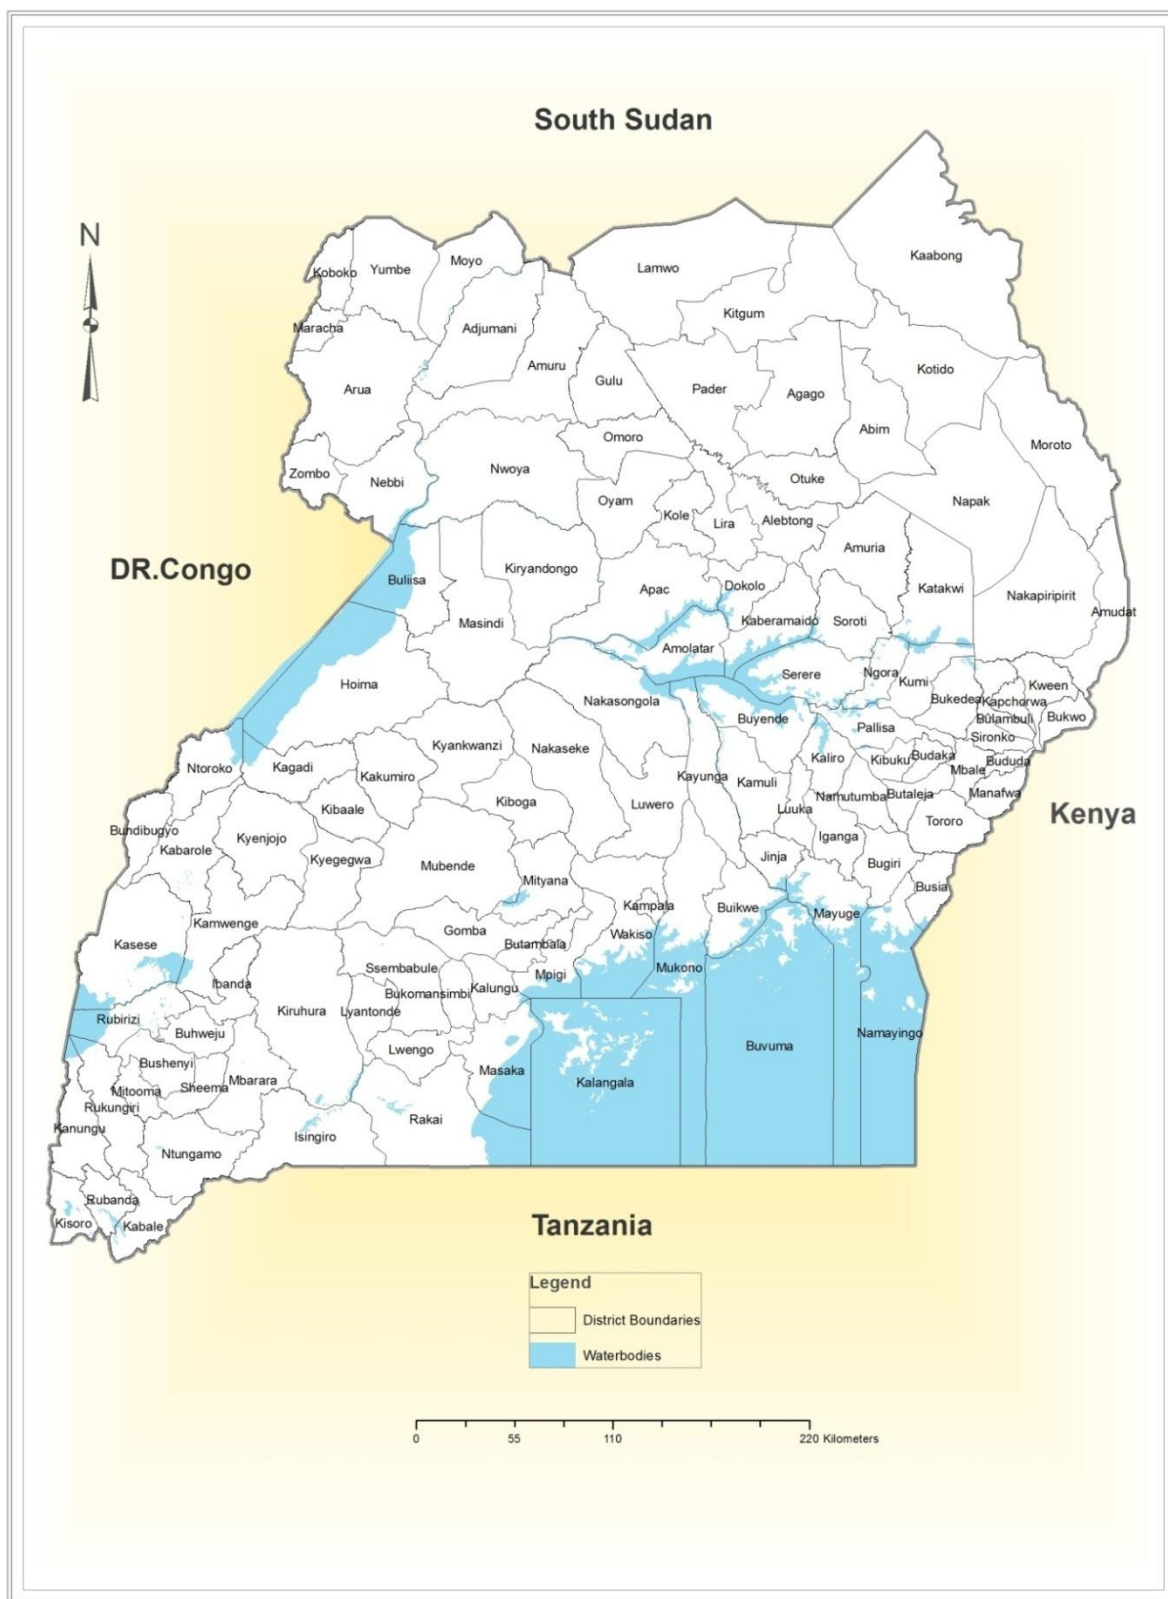 South Sudan
N
Kaabong
Moyo
Koboko
Yumbe
Lamwo
Kitgum
Maracha
Adjumani
Amuru
Kotido
Gulu
Arua
Pader
Agago
Abim
Omoro
Moroto
Zombo
Nebbi
Nwoya
Otuke
Napak
Oyam
Kole
Lira
Alebtong
Amuria
DR.Congo
Buliisa
Kiryandongo
Apac
Dokolo
Katakwi
Nakapiripirit
Amudat
Masindi
Kaberamaido
Soroti
Amolatar
Serere
Ngora
Kumi
Hoima
Nakasongola
Bukedea
Kween
Kapchorwa
Buyende
Bulambuli
Bukwo
Pallisa
Sironko
Kyankwanzi
Nakaseke
Kaliro
Kibuku
Budaka
Bududa
Ntoroko
Kagadi
Kakumiro
Kayunga
Kamuli
Mbale
Kibaale
Kiboga
Luwero
Luuka
Namutumba
Butaleja
Manafwa
Kenya
Bundibugyo
Kabarole
Kyenjojo
Kyegegwa
Iganga
Tororo
Mubende
Mityana
Jinja
Bugiri
Busia
Kampala
Buikwe
Mayuge
Kamwenge
Gomba
Wakiso
Kasese
Butambala
Ssembabule
Mpigi
Mukono
Ibanda
Bukomansimbi
Kalungu
Kiruhura
Lyantonde
Rubirizi
Buhweju
Namayingo
Lwengo
Buvuma
Bushenyi
Mbarara
Masaka
Kalangala
Mitooma
Sheema
Rukungiri
Kanungu
Isingiro
Rakai
Ntungamo
Rubanda
Kisoro
Kabale
Tanzania
Legend
District Boundaries
Waterbodies
0 55 110 220 Kilometers